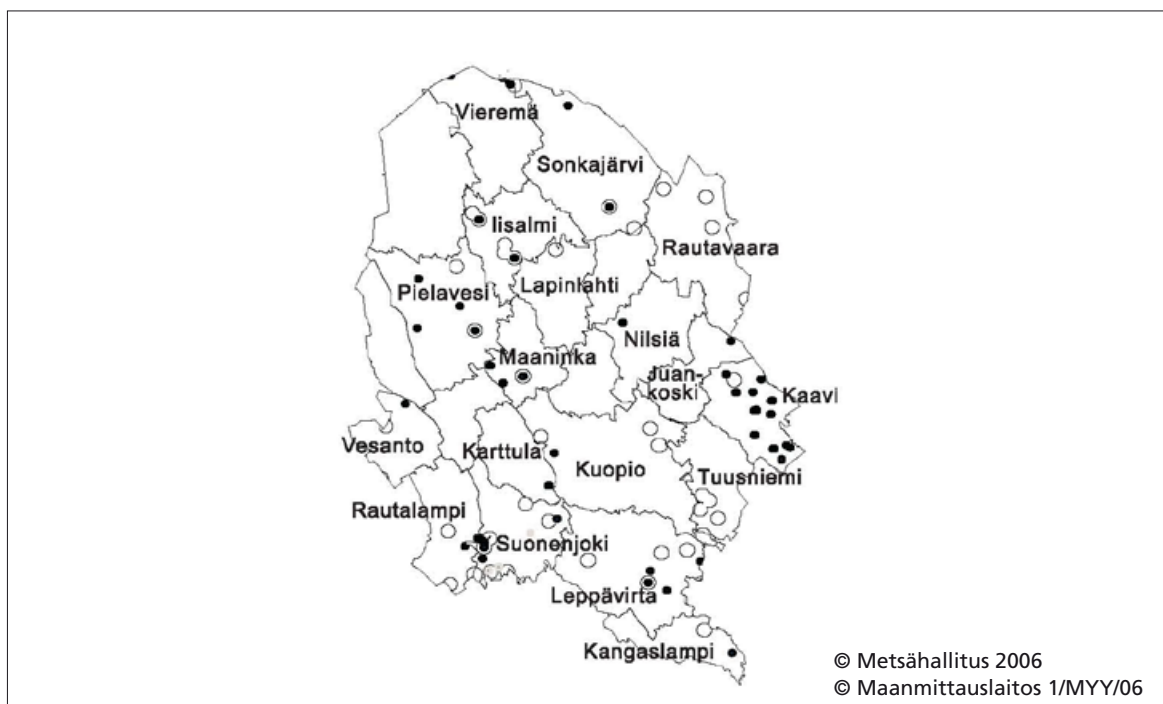 Vieremä
Sonkajärvi
Iisalmi
Rautavaara
Lapinlahti
Pielavesi
Nilsiä
Maaninka
Juan-
koski
Kaavi
Vesanto
Karttula
Kuopio
Tuusniemi
Rautalampi
Suonenjoki
Leppävirta
Kangaslampi
© Metsähallitus 2006
© Maanmittauslaitos 1/MYY/06